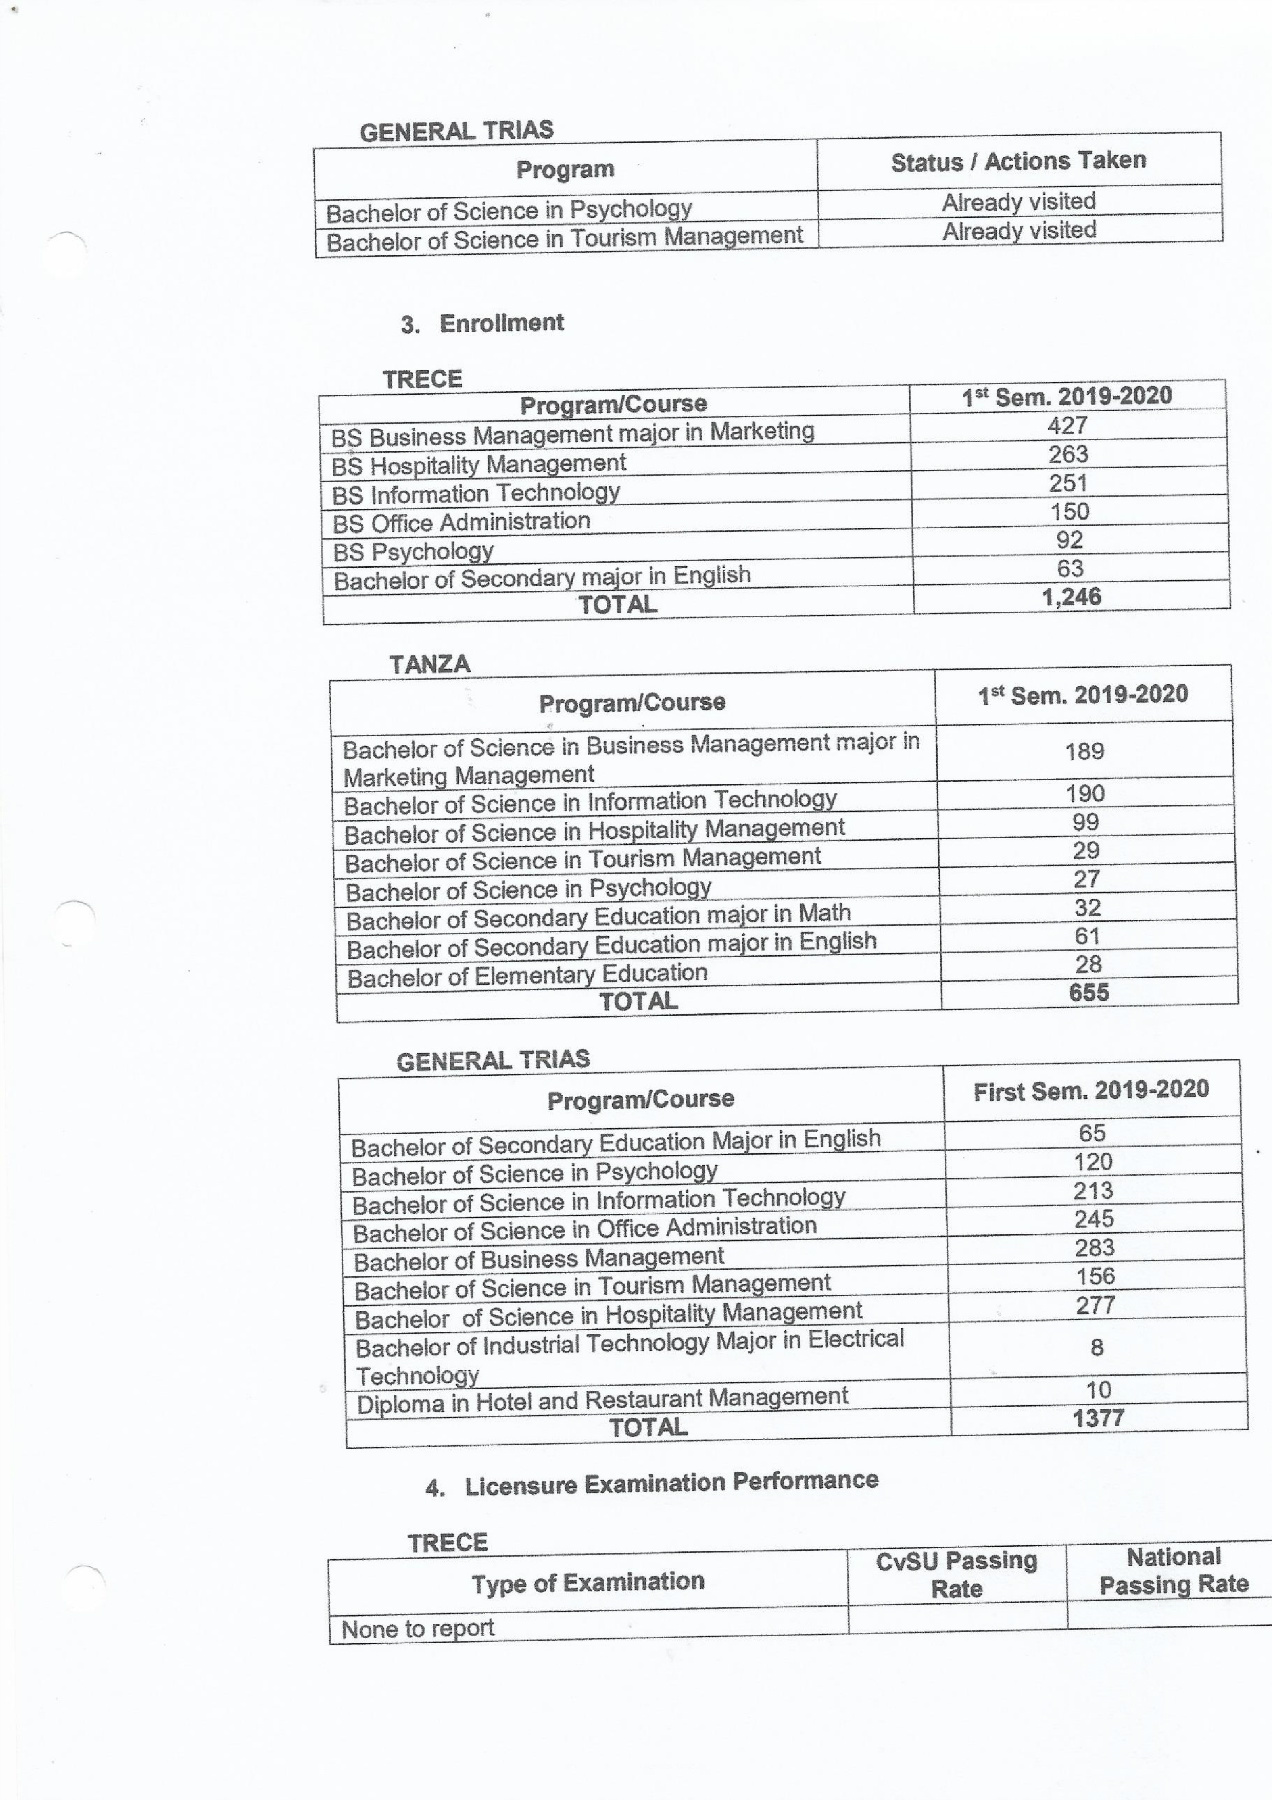 GENERAL TRIAS
Program Status / Actions Taken
Bachelor of Science in Psychology Already visited
Bachelor of Science in Tourism Management Already visited
3. Enrollment
TRECE
Program/Course 1st Sem. 2019-2020
BS Business Management major in Marketing 427
BS Hospitality Management 263
BS Information Technology 251
BS Office Administration 150
BS Psychology 92
Bachelor of Secondary major in English 63
TOTAL 1,246
TANZA
Program/Course 1st Sem. 2019-2020
Bachelor of Science in Business Management major in
Marketing Management 189
Bachelor of Science in Information Technology 190
Bachelor of Science in Hospitality Management 99
Bachelor of Science in Tourism Management 29
Bachelor of Science in Psychology 27
Bachelor of Secondary Education major in Math 32
Bachelor of Secondary Education major in English 61
Bachelor of Elementary Education 28
TOTAL 655
GENERAL TRIAS
Program/Course First Sem. 2019-2020
Bachelor of Secondary Education Major in English 65
Bachelor of Science in Psychology 120
Bachelor of Science in Information Technology 213
Bachelor of Science in Office Administration 245
Bachelor of Business Management 283
Bachelor of Science in Tourism Management 156
Bachelor of Science in Hospitality Management 277
Bachelor of Industrial Technology Major in Electrical
Technology 8
Diploma in Hotel and Restaurant Management 10
TOTAL 1377
4. Licensure Examination Performance
TRECE
Type of Examination CvSU Passing Rate National Passing Rate
None to report